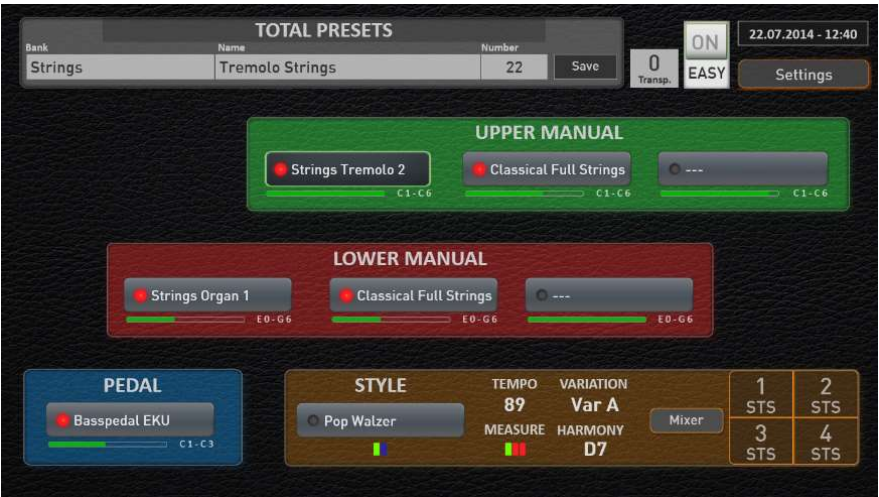 TOTAL PRESETS
Bank Name Number
Strings Tremolo Strings 22 Save
0
Transp.
ON
EASY
22.07.2014 - 12:40
Settings
UPPER MANUAL
Strings Tremolo 2 Classical Full Strings ---
C1-C6 C1-C6 C1-C6
LOWER MANUAL
Strings Organ 1 Classical Full Strings ---
E0-G6 E0-G6 E0-G6
PEDAL
Basspedal EKU
C1-C3
STYLE
Pop Walzer
TEMPO VARIATION
89 Var A
MEASURE HARMONY
D7
Mixer
1 2
STS STS
3 4
STS STS